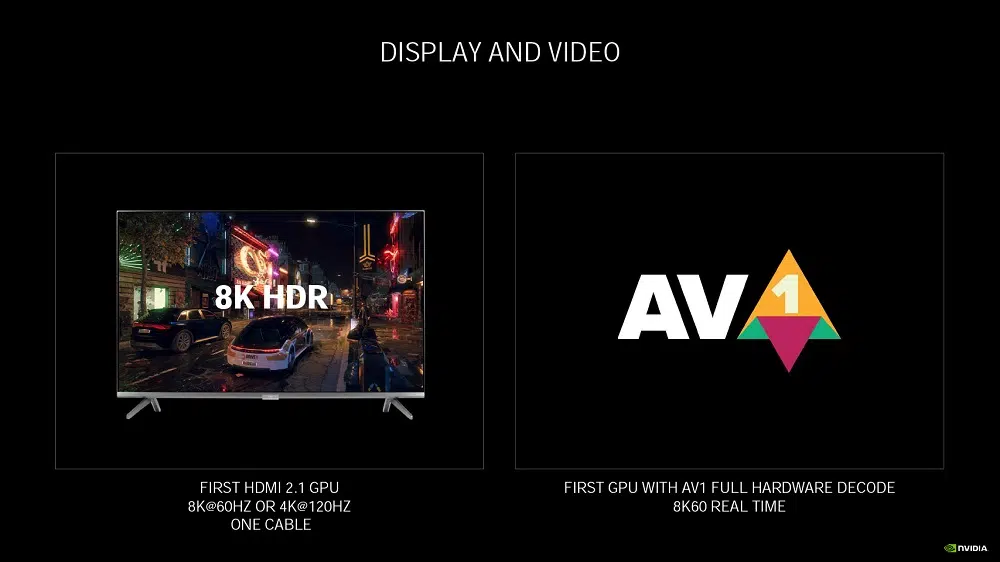 DISPLAY AND VIDEO
8K HDR
AV1
FIRST HDMI 2.1 GPU
8K@60HZ OR 4K@120HZ
ONE CABLE
FIRST GPU WITH AV1 FULL HARDWARE DECODE
8K60 REAL TIME
NVIDIA